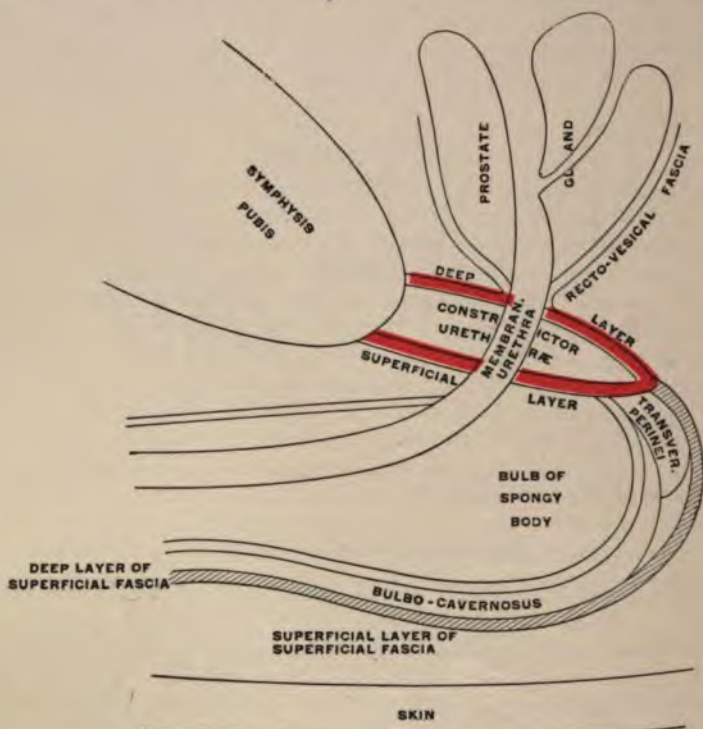 PROSTATE
GLAND
SYMPHYSIS
PUBIS
RECTO-VESICAL FASCIA
DEEP
LAYER
CONSTRICTOR
URETHRÆ
MEMBRAN.
URETHRA
SUPERFICIAL
LAYER
TRANSVER.
PERINEI
BULB OF
SPONGY
BODY
DEEP LAYER OF
SUPERFICIAL FASCIA
BULBO-CAVERNOSUS
SUPERFICIAL LAYER OF
SUPERFICIAL FASCIA
SKIN